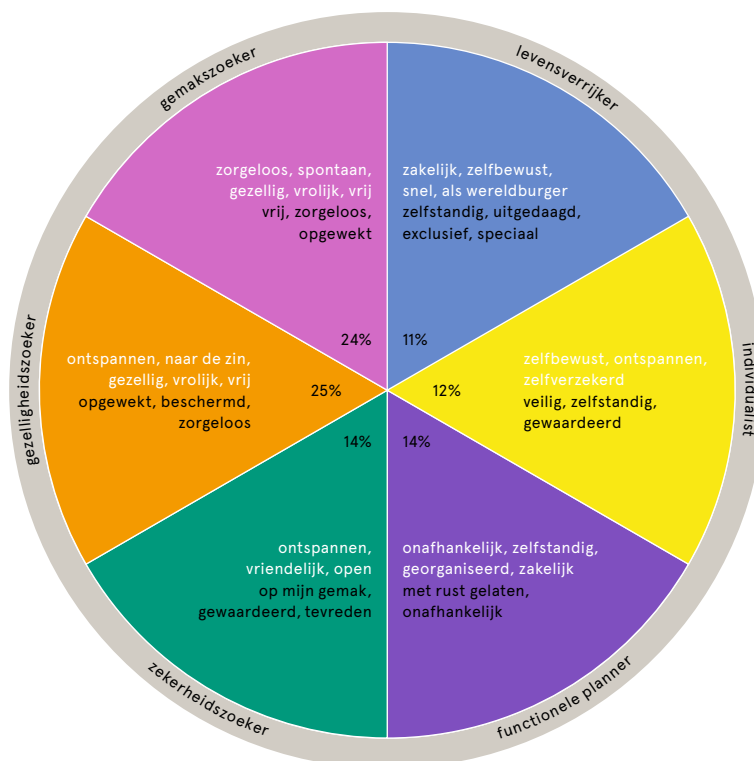 gemakszoeker
levensverrijker
zorgeloos, spontaan,
gezellig, vrolijk, vrij
vrij, zorgeloos,
opgewekt
24%
zakelijk, zelfbewust,
snel, als wereldburger
zelfstandig, uitgedaagd,
exclusief, speciaal
11%
gezelligheidszoeker
ontspannen, naar de zin,
gezellig, vrolijk, vrij
opgewekt, beschermd,
zorgeloos
25%
12%
zelfbewust, ontspannen,
zelfverzekerd
veilig, zelfstandig,
gewaardeerd
individualist
14%
ontspannen,
vriendelijk, open
op mijn gemak,
gewaardeerd, tevreden
zekerheidszoeker
14%
onafhankelijk, zelfstandig,
georganiseerd, zakelijk
met rust gelaten,
onafhankelijk
functionele planner